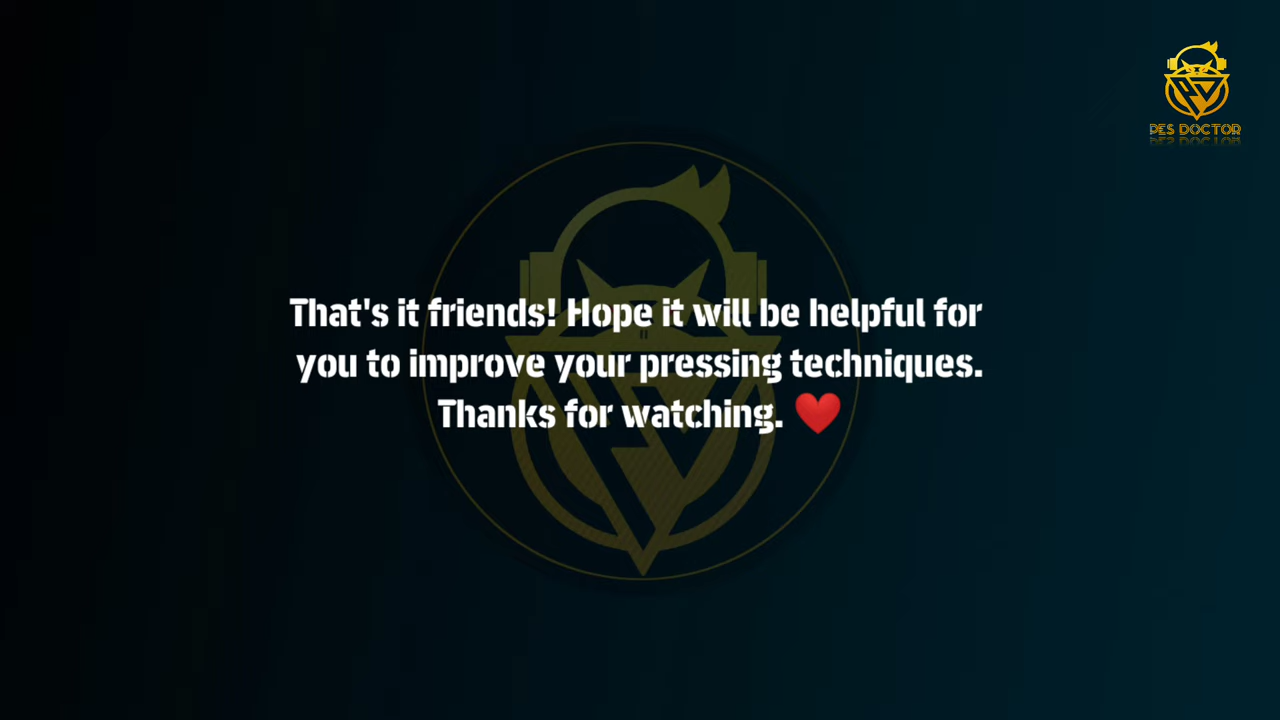 PES DOCTOR
That's it friends! Hope it will be helpful for
you to improve your pressing techniques.
Thanks for watching. ❤️